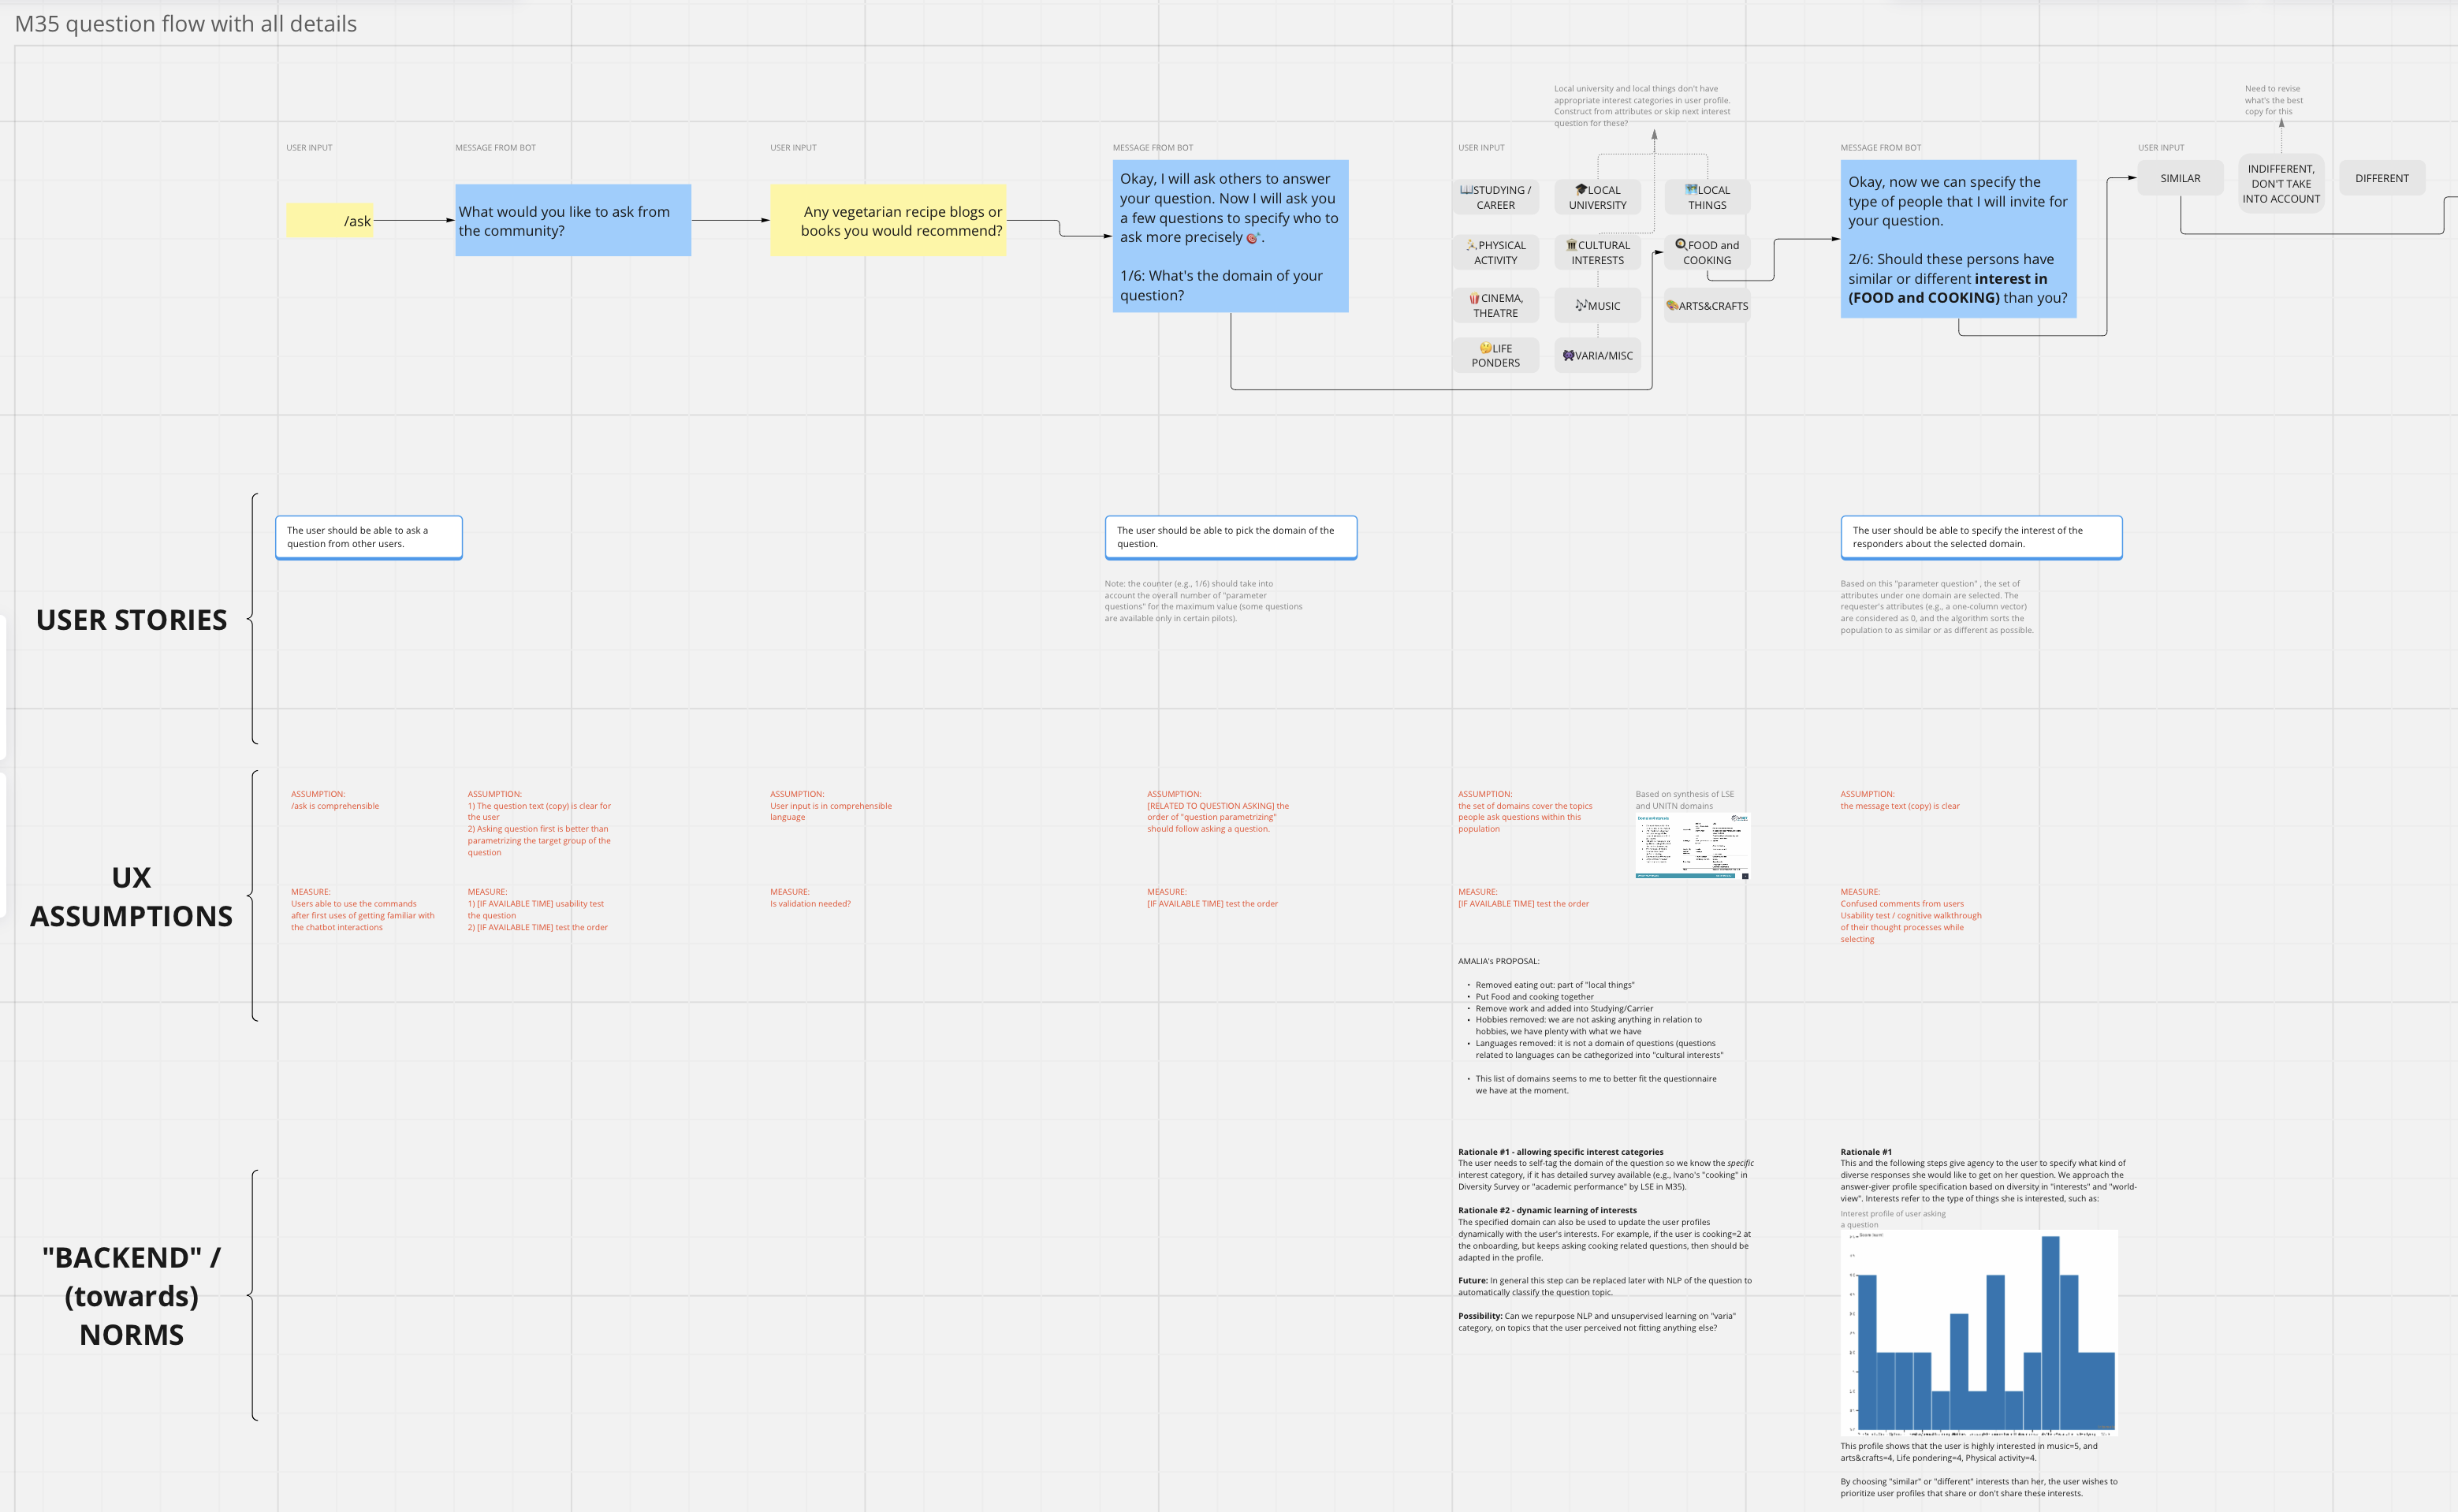 M35 question flow with all details
Local university and local things don't have
appropriate interest categories in user profile.
Construct from attributes or skip next interest
question for these?
Need to revise
what's the best
copy for this
USER INPUT
MESSAGE FROM BOT
USER INPUT
MESSAGE FROM BOT
USER INPUT
MESSAGE FROM BOT
USER INPUT
/ask
What would you like to ask from
the community?
Any vegetarian recipe blogs or
books you would recommend?
Okay, I will ask others to answer
your question. Now I will ask you
a few questions to specify who to
ask more precisely 🎯.
1/6: What's the domain of your
question?
📖STUDYING /
CAREER
🎓LOCAL
UNIVERSITY
🗺️LOCAL
THINGS
🏃PHYSICAL
ACTIVITY
🏛️CULTURAL
INTERESTS
🍳FOOD and
COOKING
🍿CINEMA,
THEATRE
🎶MUSIC
🎨ARTS&CRAFTS
🤔LIFE
PONDERS
👾VARIA/MISC
Okay, now we can specify the
type of people that I will invite for
your question.
2/6: Should these persons have
similar or different interest in
(FOOD and COOKING) than you?
SIMILAR
INDIFFERENT,
DON'T TAKE
INTO ACCOUNT
DIFFERENT
USER STORIES
The user should be able to ask a
question from other users.
The user should be able to pick the domain of the
question.
Note: the counter (e.g., 1/6) should take into
account the overall number of "parameter
questions" for the maximum value (some questions
are available only in certain pilots).
The user should be able to specify the interest of the
responders about the selected domain.
Based on this "parameter question" , the set of
attributes under one domain are selected. The
requester's attributes (e.g., a one-column vector)
are considered as 0, and the algorithm sorts the
population to as similar or as different as possible.
UX
ASSUMPTIONS
ASSUMPTION:
/ask is comprehensible
ASSUMPTION:
1) The question text (copy) is clear for
the user
2) Asking question first is better than
parametrizing the target group of the
question
ASSUMPTION:
User input is in comprehensible
language
ASSUMPTION:
[RELATED TO QUESTION ASKING] the
order of "question parametrizing"
should follow asking a question.
ASSUMPTION:
the set of domains cover the topics
people ask questions within this
population
Based on synthesis of LSE
and UNITN domains
ASSUMPTION:
the message text (copy) is clear
MEASURE:
Users able to use the commands
after first uses of getting familiar with
the chatbot interactions
MEASURE:
1) [IF AVAILABLE TIME] usability test
the question
2) [IF AVAILABLE TIME] test the order
MEASURE:
Is validation needed?
MEASURE:
[IF AVAILABLE TIME] test the order
MEASURE:
[IF AVAILABLE TIME] test the order
MEASURE:
Confused comments from users
Usability test / cognitive walkthrough
of their thought processes while
selecting
AMALIA's PROPOSAL:
• Removed eating out: part of "local things"
• Put Food and cooking together
• Remove work and added into Studying/Carrier
• Hobbies removed: we are not asking anything in relation to
hobbies, we have plenty with what we have
• Languages removed: it is not a domain of questions (questions
related to languages can be cathegorized into "cultural interests"
• This list of domains seems to me to better fit the questionnaire
we have at the moment.
"BACKEND" /
(towards)
NORMS
Rationale #1 - allowing specific interest categories
The user needs to self-tag the domain of the question so we know the specific
interest category, if it has detailed survey available (e.g., Ivano's "cooking" in
Diversity Survey or "academic performance" by LSE in M35).
Rationale #2 - dynamic learning of interests
The specified domain can also be used to update the user profiles
dynamically with the user's interests. For example, if the user is cooking=2 at
the onboarding, but keeps asking cooking related questions, then should be
adapted in the profile.
Future: In general this step can be replaced later with NLP of the question to
automatically classify the question topic.
Possibility: Can we repurpose NLP and unsupervised learning on "varia"
category, on topics that the user perceived not fitting anything else?
Rationale #1
This and the following steps give agency to the user to specify what kind of
diverse responses she would like to get on her question. We approach the
answer-giver profile specification based on diversity in "interests" and "world-
view". Interests refer to the type of things she is interested, such as:
Interest profile of user asking
a question
This profile shows that the user is highly interested in music=5, and
arts&crafts=4, Life pondering=4, Physical activity=4.
By choosing "similar" or "different" interests than her, the user wishes to
prioritize user profiles that share or don't share these interests.